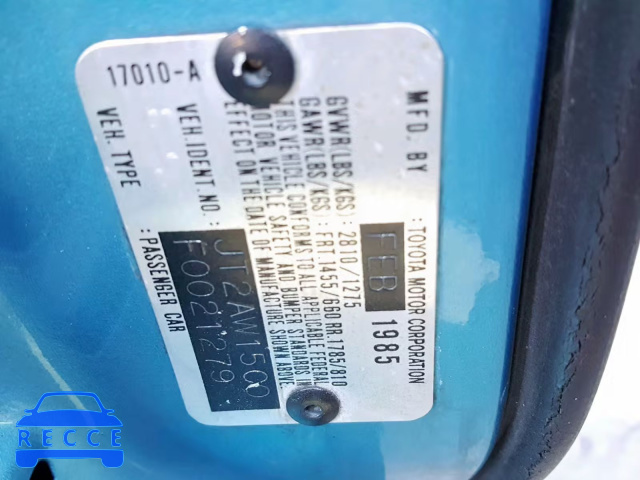 MFD. BY : TOYOTA MOTOR CORPORATION
FEB 1985
GVWR(LBS/KGS): 2810/1275
GAWR(LBS/KGS): FRT.1455/660 RR.1785/810
THIS VEHICLE CONFORMS TO ALL APPLICABLE FEDERAL
MOTOR VEHICLE SAFETY AND BUMPER STANDARDS IN
EFFECT ON THE DATE OF MANUFACTURE SHOWN ABOVE.
VEH. IDENT. NO. : JT2AW1500
F0021279
VEH. TYPE : PASSENGER CAR
17010-A
RECCE